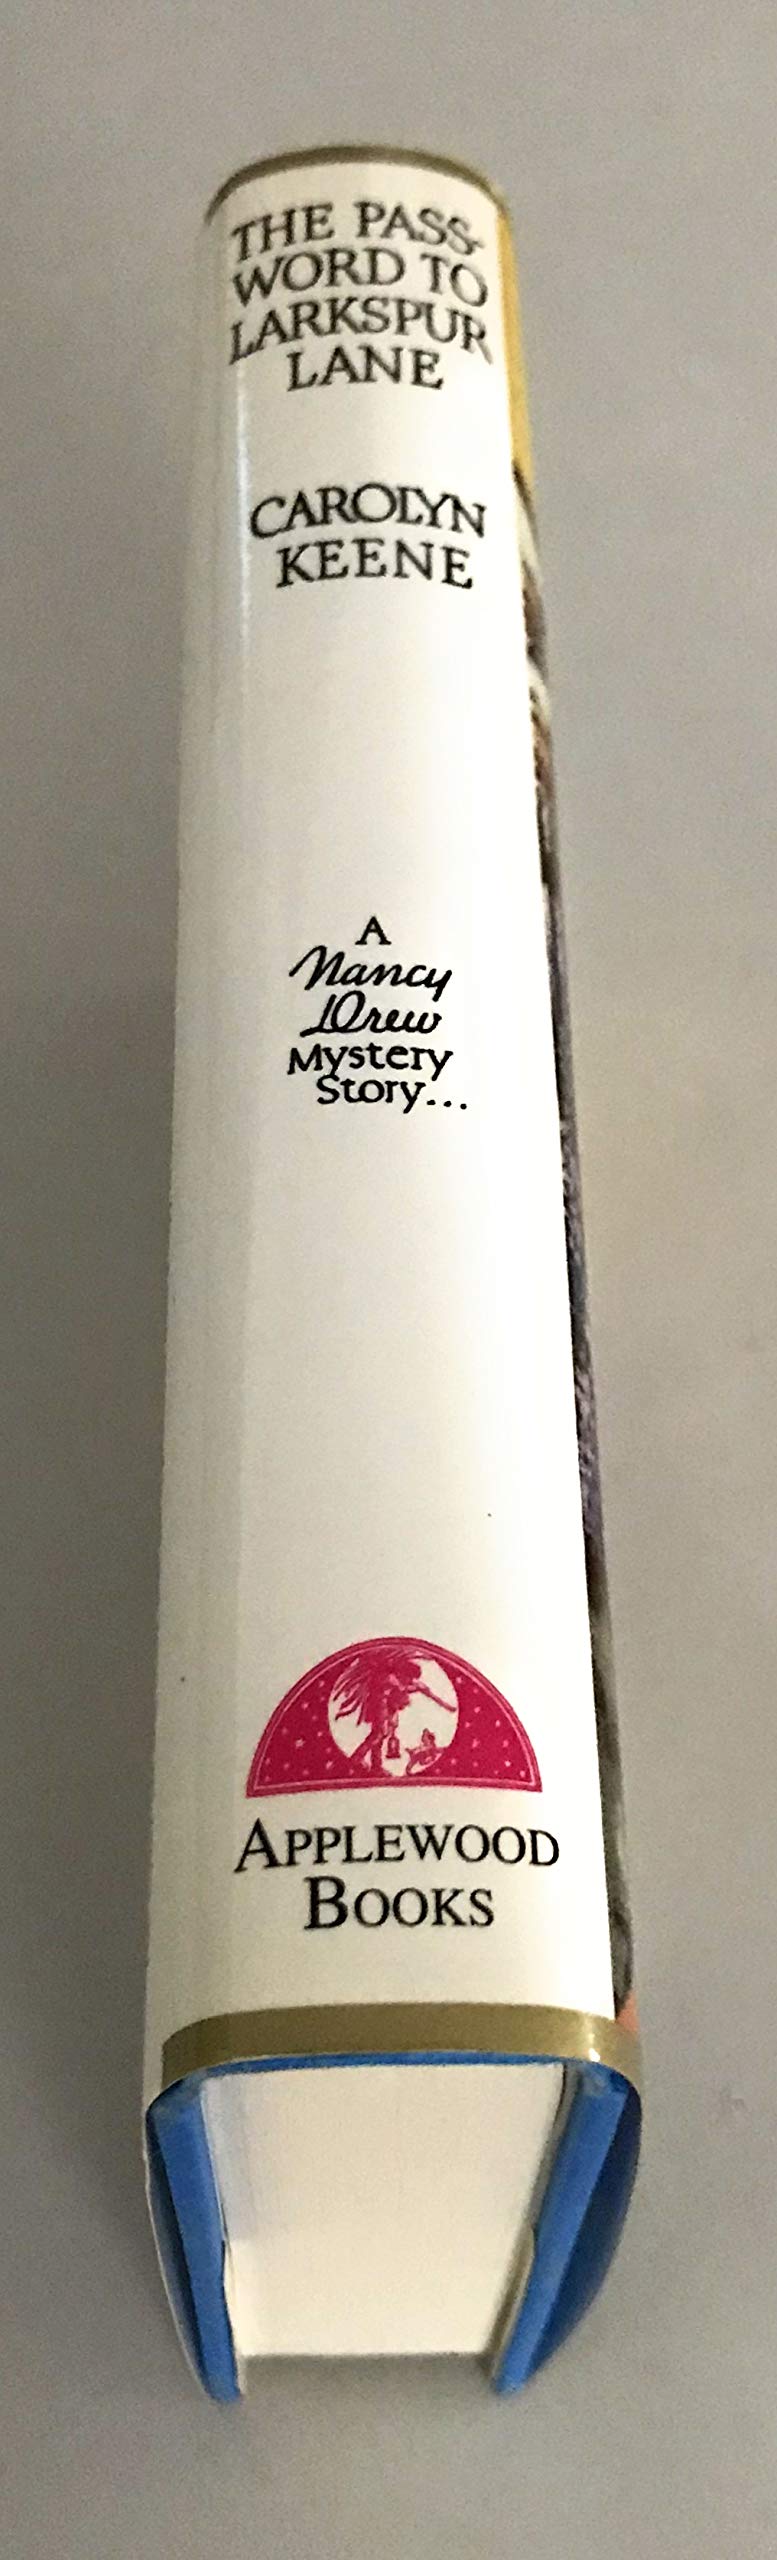 THE PASS-
WORD TO
LARKSPUR
LANE
CAROLYN
KEENE
A
Nancy
Drew
Mystery
Story...
APPLEWOOD
BOOKS